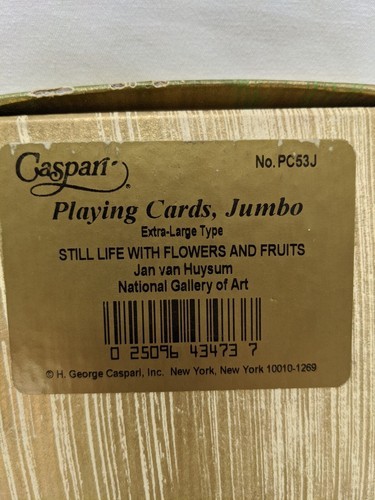 Caspari®
No. PC53J
Playing Cards, Jumbo
Extra-Large Type
STILL LIFE WITH FLOWERS AND FRUITS
Jan van Huysum
National Gallery of Art
0 25096 43473 7
© H. George Caspari, Inc. New York, New York 10010-1269